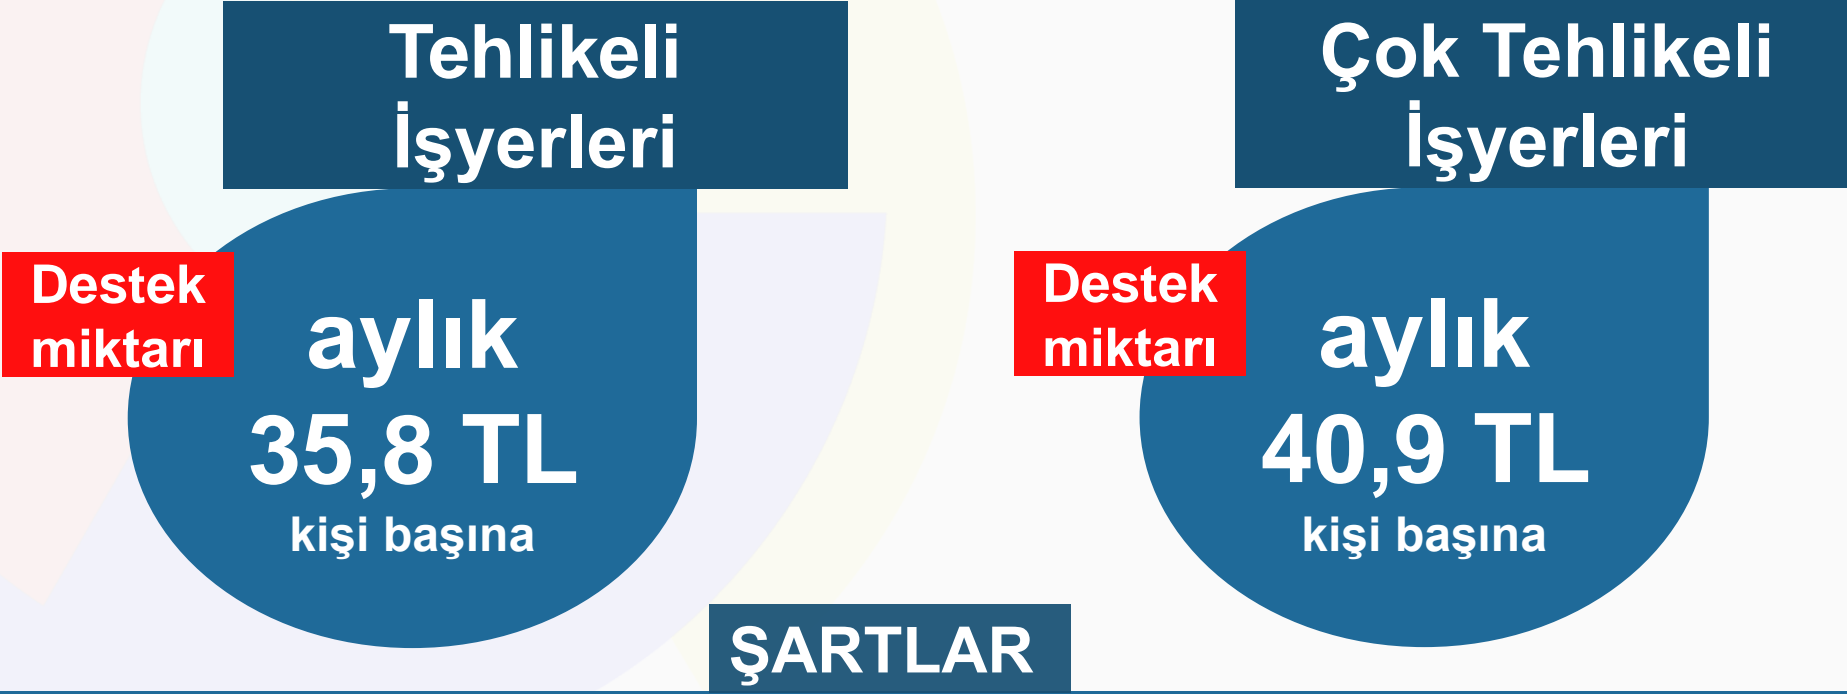 Tehlikeli
İşyerleri
Destek
miktarı
aylık
35,8 TL
kişi başına
Çok Tehlikeli
İşyerleri
Destek
miktarı
aylık
40,9 TL
kişi başına
ŞARTLAR